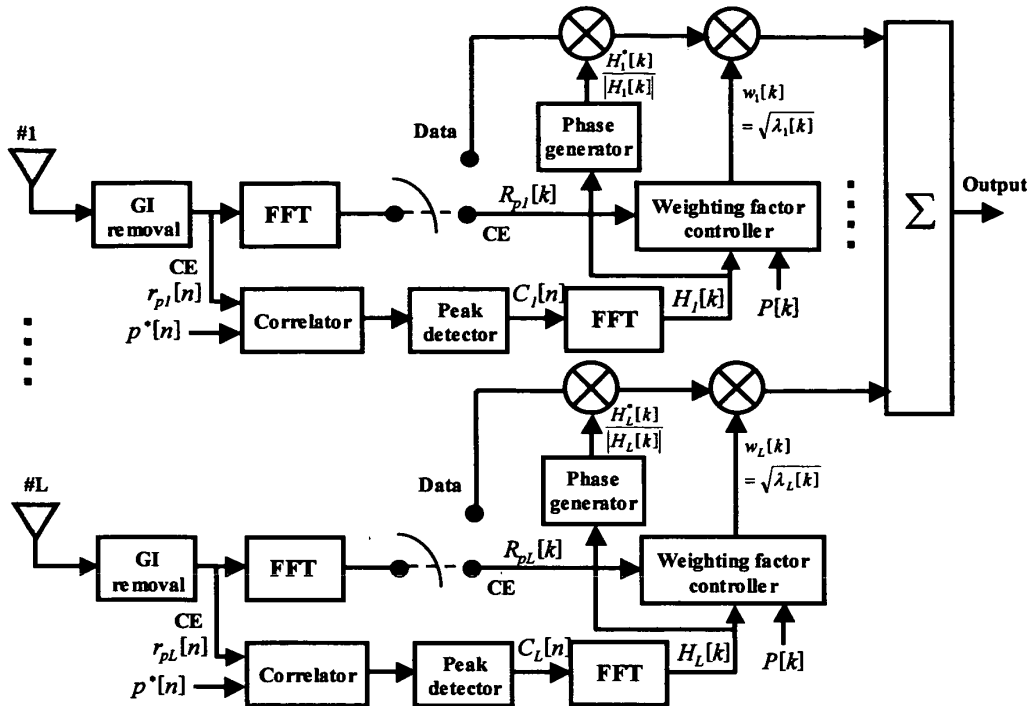 #1
GI
removal
FFT
Data
CE
R_{p1}[k]
H_1^*[k]
|H_1[k]|
Phase
generator
w_1[k]
= \sqrt{λ_1[k]}
Weighting factor
controller
P[k]
CE
r_{p1}[n]
p*[n]
Correlator
Peak
detector
C_1[n]
FFT
H_1[k]
Σ
Output
#L
GI
removal
FFT
Data
CE
R_{pL}[k]
H_L^*[k]
|H_L[k]|
Phase
generator
w_L[k]
= \sqrt{λ_L[k]}
Weighting factor
controller
P[k]
CE
r_{pL}[n]
p*[n]
Correlator
Peak
detector
C_L[n]
FFT
H_L[k]